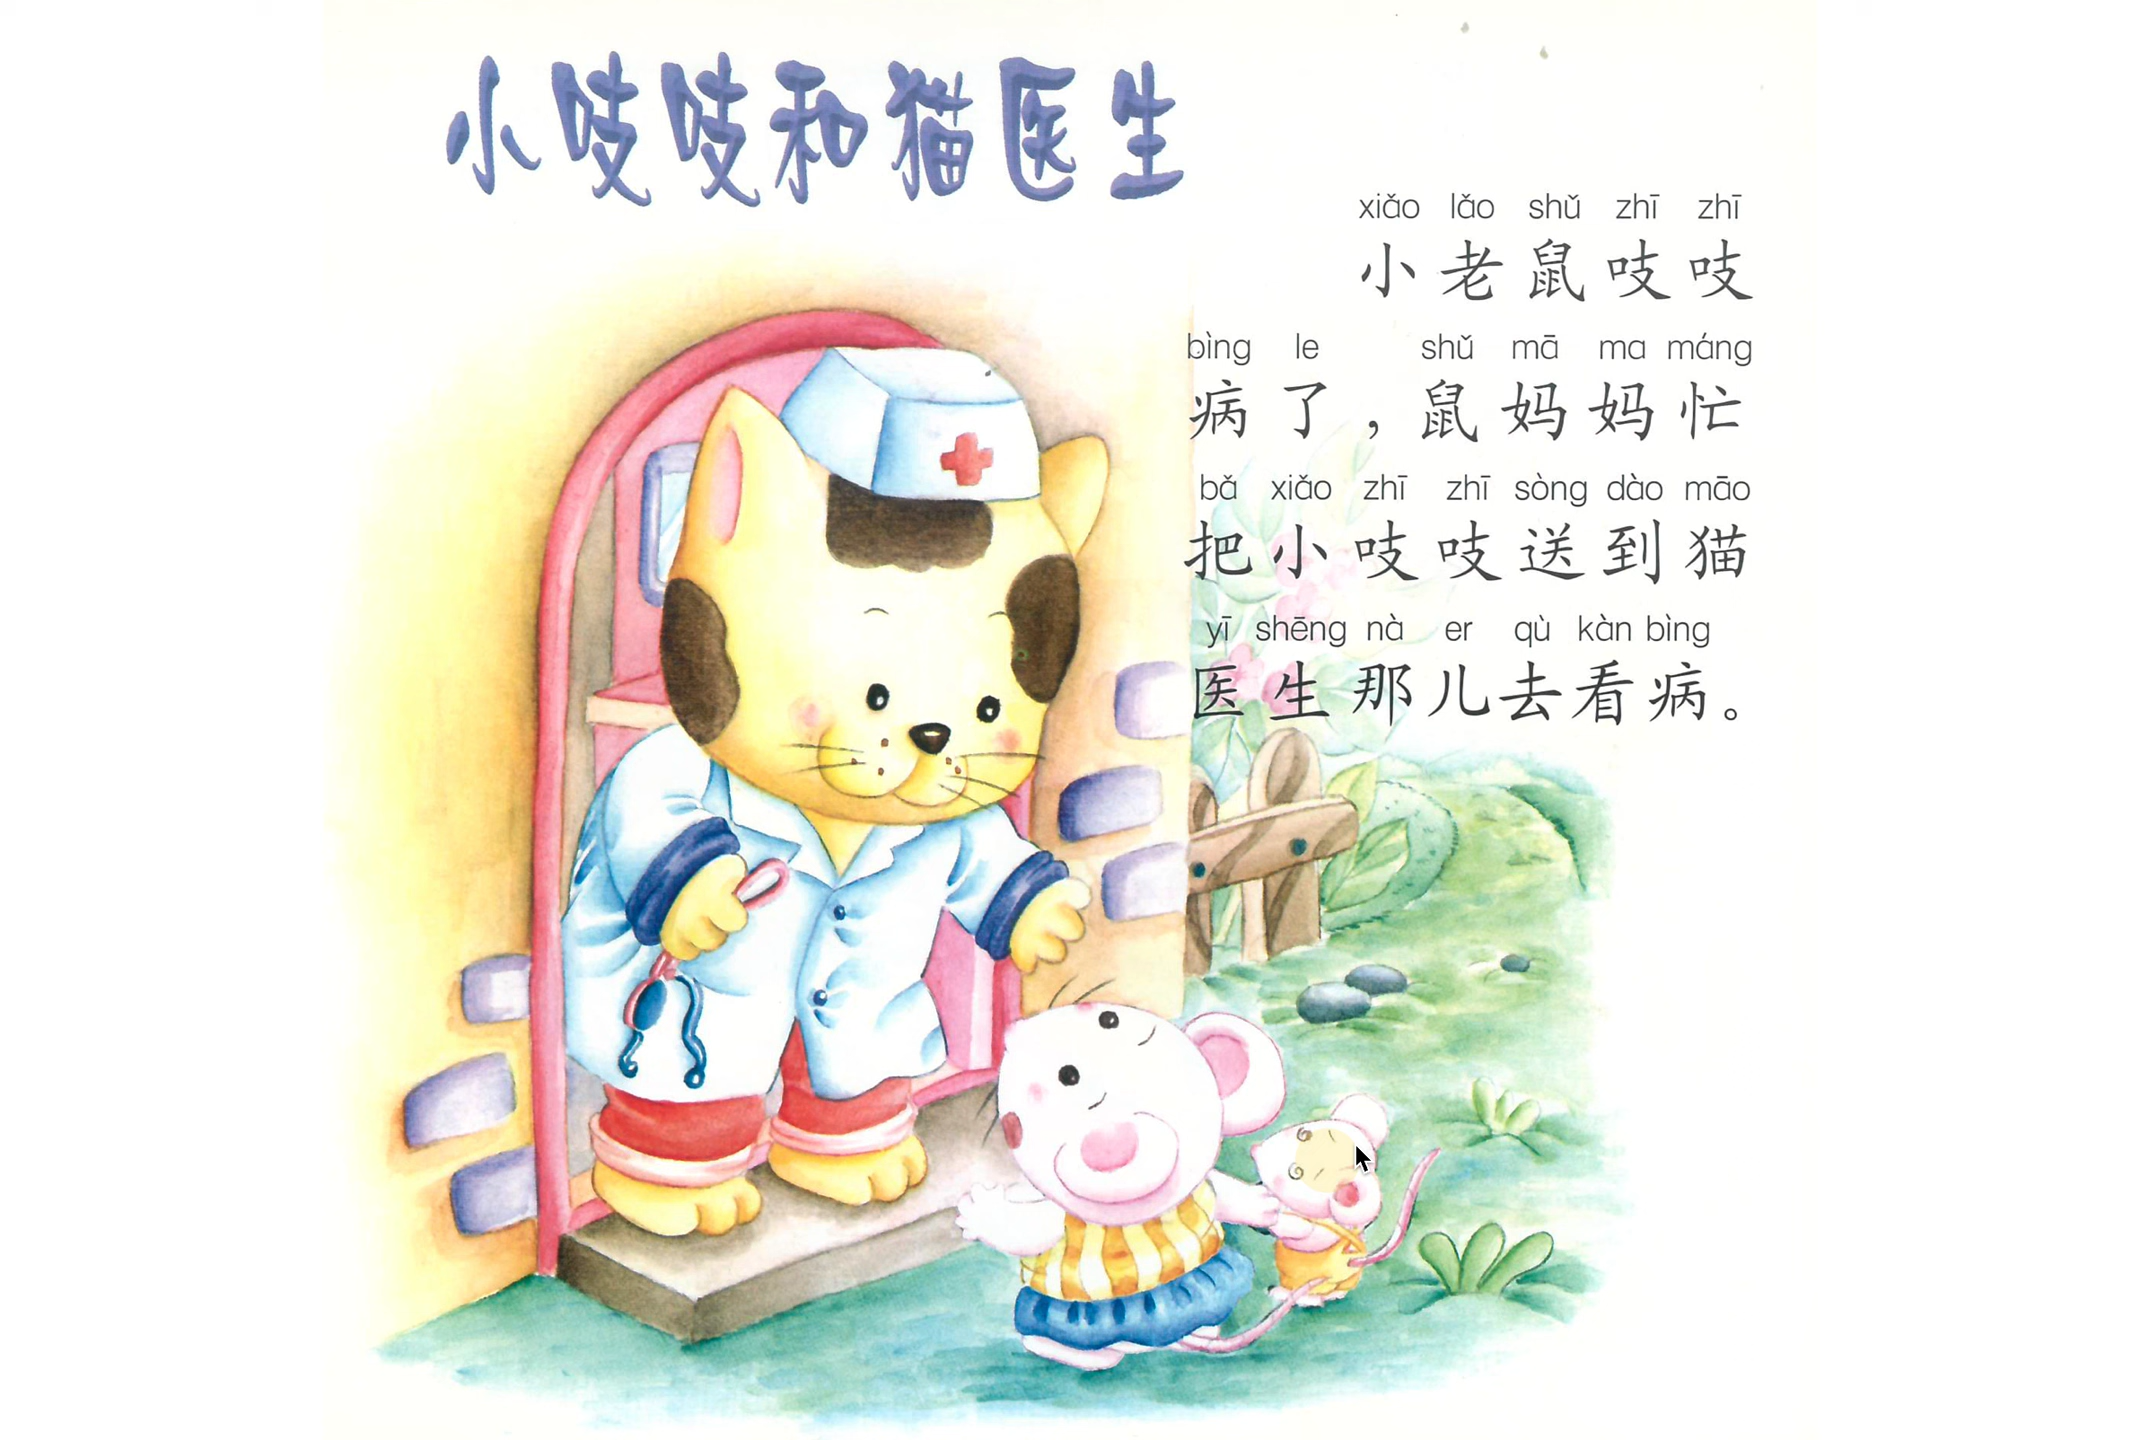 小吱吱和猫医生
xiǎo lǎo shǔ zhī zhī
小老鼠吱吱
bìng le shǔ mā ma máng
病了，鼠妈妈忙
bǎ xiǎo zhī zhī sòng dào māo
把小吱吱送到猫
yī shēng nà er qù kàn bìng
医生那儿去看病。